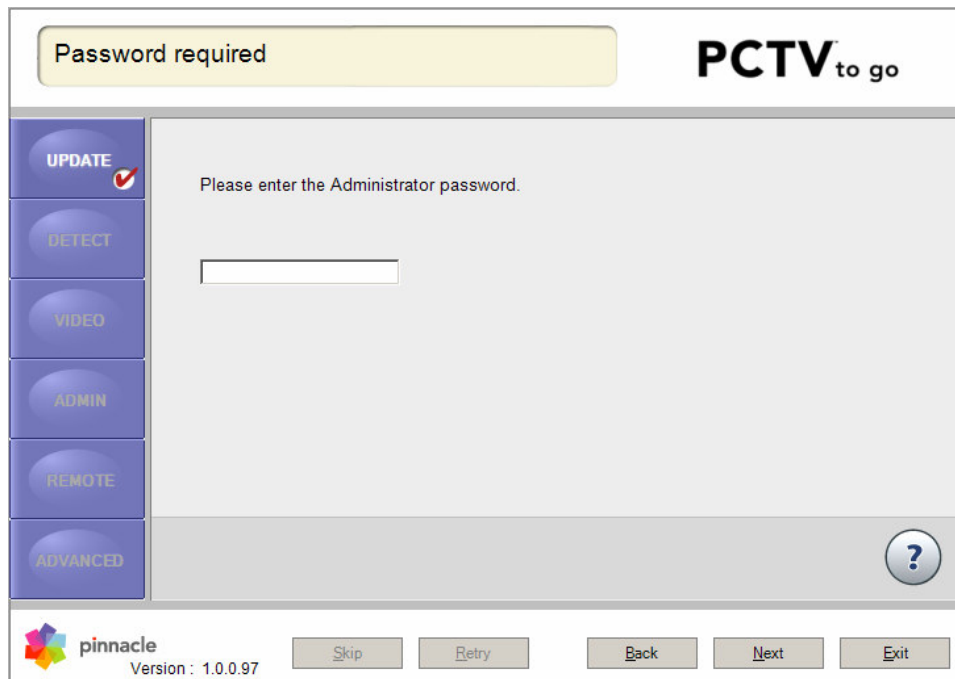 Password required
PCTV™ to go
UPDATE
Please enter the Administrator password.
DETECT
VIDEO
ADMIN
REMOTE
ADVANCED
?
pinnacle
Version : 1.0.0.97
Skip
Retry
Back
Next
Exit